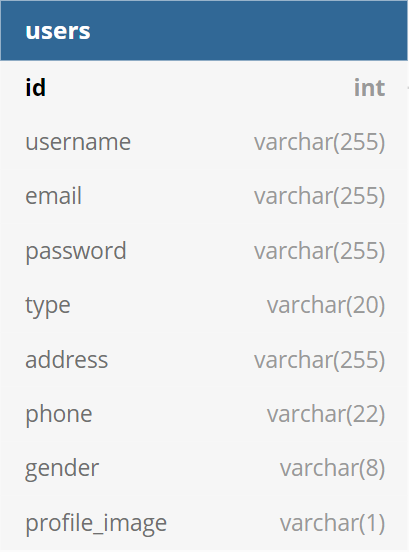 users
id int
username varchar(255)
email varchar(255)
password varchar(255)
type varchar(20)
address varchar(255)
phone varchar(22)
gender varchar(8)
profile_image varchar(1)